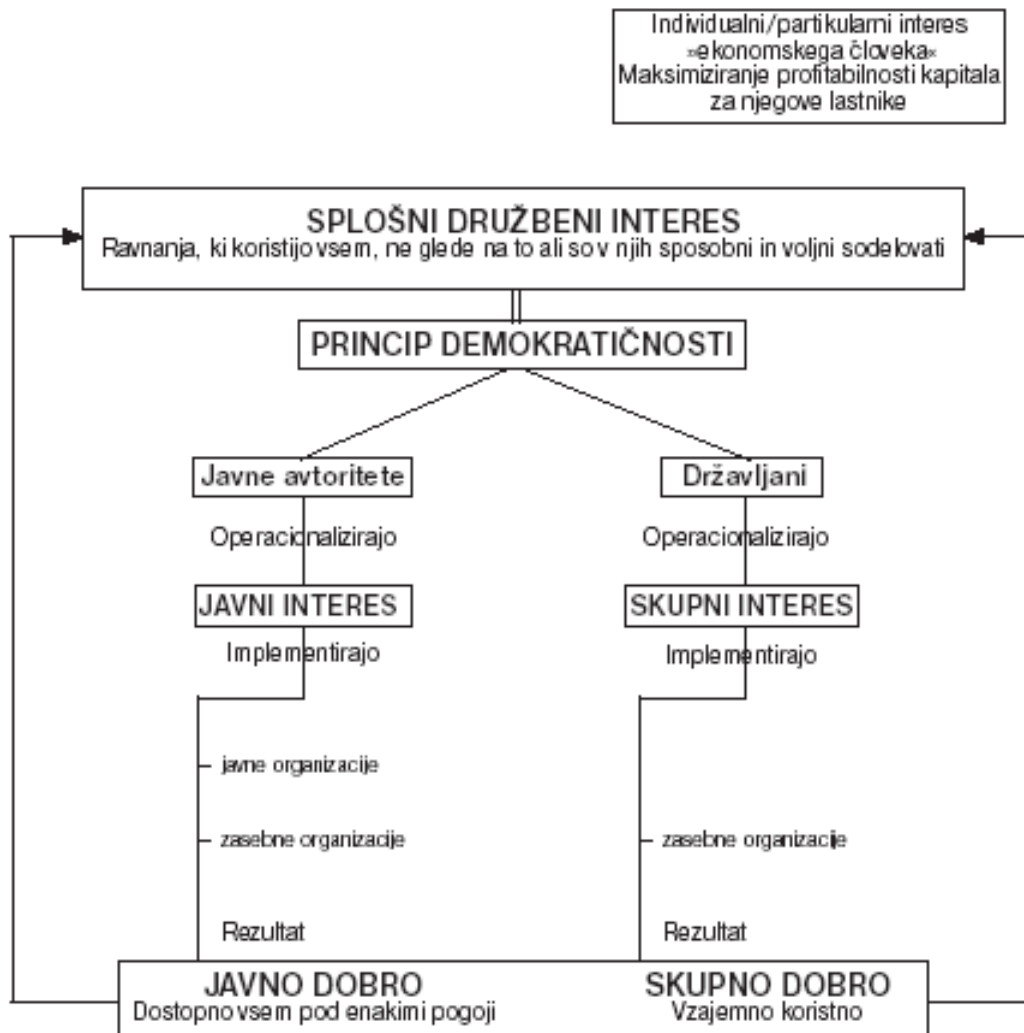 Individualni/partikularni interes
»ekonomskega človeka«
Maksimiziranje profitabilnosti kapitala
za njegove lastnike
SPLOŠNI DRUŽBENI INTERES
Ravnanja, ki koristijo vsem, ne glede na to ali so v njih sposobni in voljni sodelovati
PRINCIP DEMOKRATIČNOSTI
Javne avtoritete
Državljani
Operacionalizirajo
Operacionalizirajo
JAVNI INTERES
SKUPNI INTERES
Implementirajo
Implementirajo
javne organizacije
zasebne organizacije
zasebne organizacije
Rezultat
Rezultat
JAVNO DOBRO
Dostopno vsem pod enakimi pogoji
SKUPNO DOBRO
Vzajemno koristno